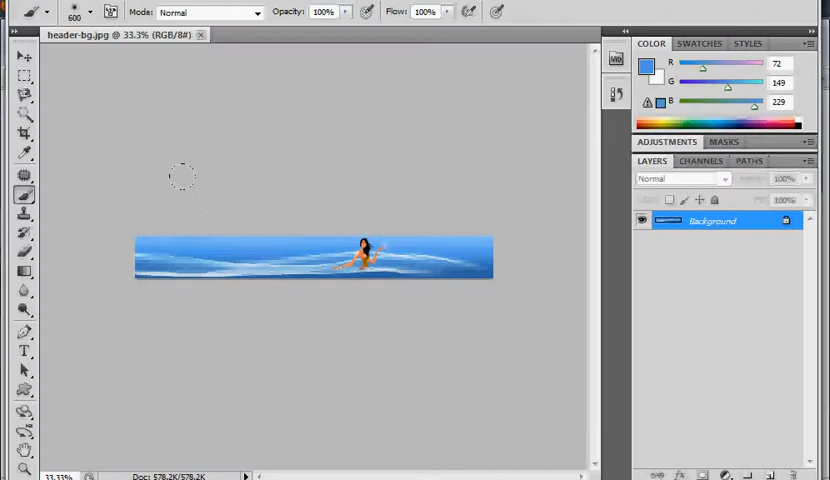 600
Mode: Normal
Opacity: 100%
Flow: 100%
header-bg.jpg @ 33.3% (RGB/8#)
COLOR SWATCHES STYLES
R 72
G 149
B 229
ADJUSTMENTS MASKS
LAYERS CHANNELS PATHS
Normal 100%
100%
Background
33.33%
Doc: 578.2K/578.2K